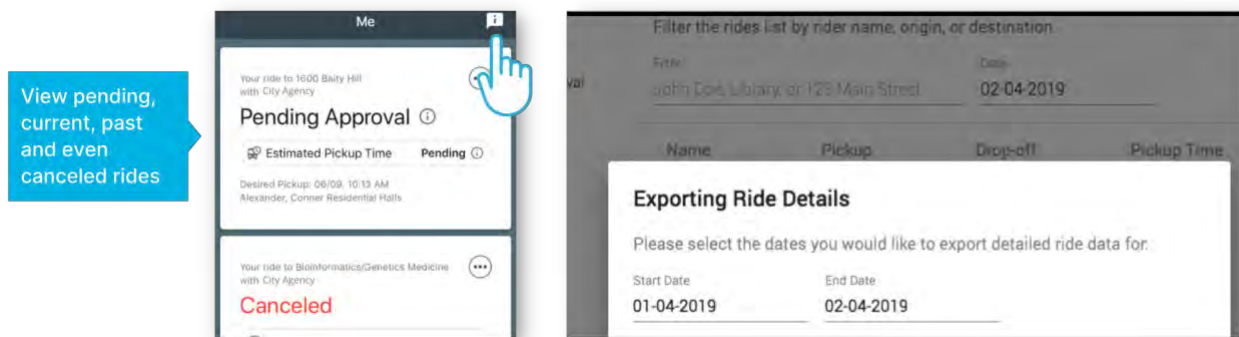 View pending,
current, past
and even
canceled rides
Me
Your ride to 1600 Baity Hill
with City Agency
Pending Approval
Estimated Pickup Time Pending
Desired Pickup: 06/09, 10:13 AM
Alexander, Conner Residential Halls
Your ride to Bioinformatics/Genetics Medicine
with City Agency
Canceled
Filter the rides list by rider name, origin, or destination.
Filter
Date
val
John Doe, Library, or 123 Main Street
02-04-2019
Name Pickup Drop-off Pickup Time
Exporting Ride Details
Please select the dates you would like to export detailed ride data for:
Start Date End Date
01-04-2019 02-04-2019